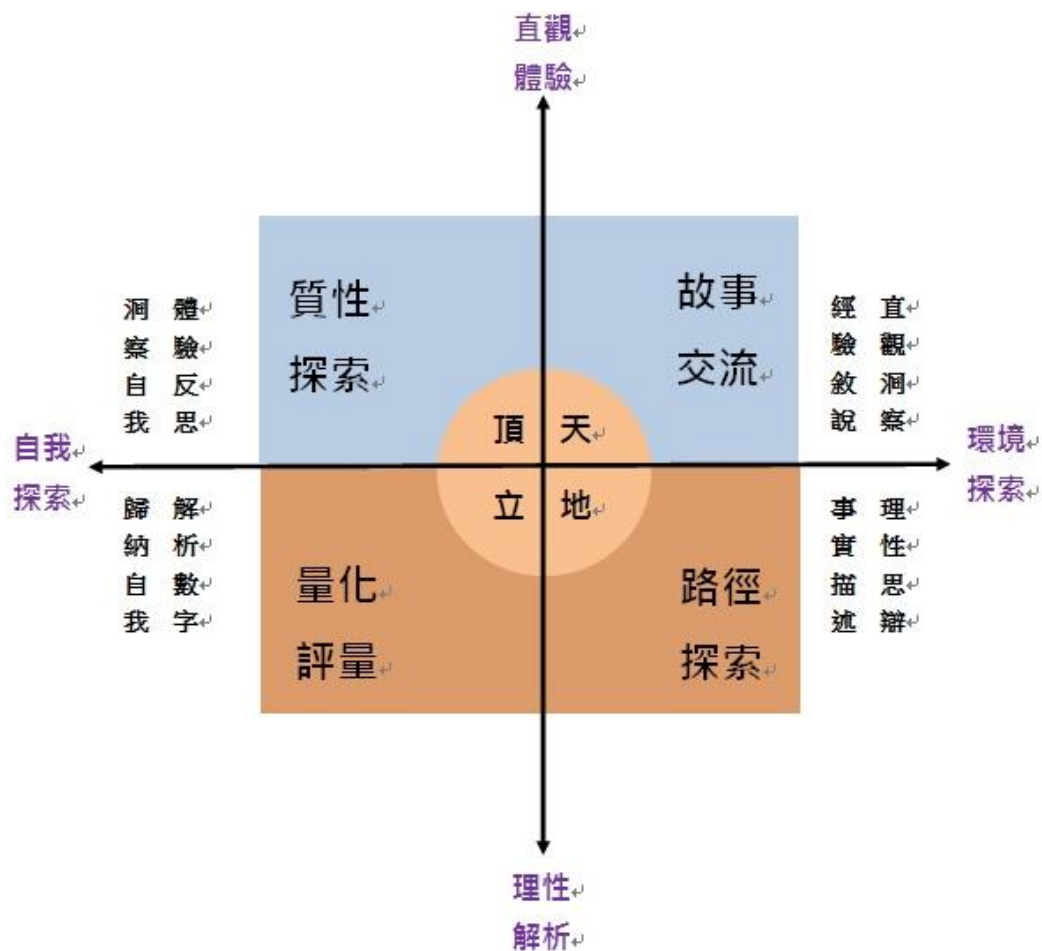 直觀
體驗
質性
探索
故事
交流
體驗反思
洞察自我
直觀洞察
經驗敘說
頂天
立地
自我
探索
環境
探索
解析數字
歸納自我
理性思辯
事實描述
量化
評量
路徑
探索
理性
解析